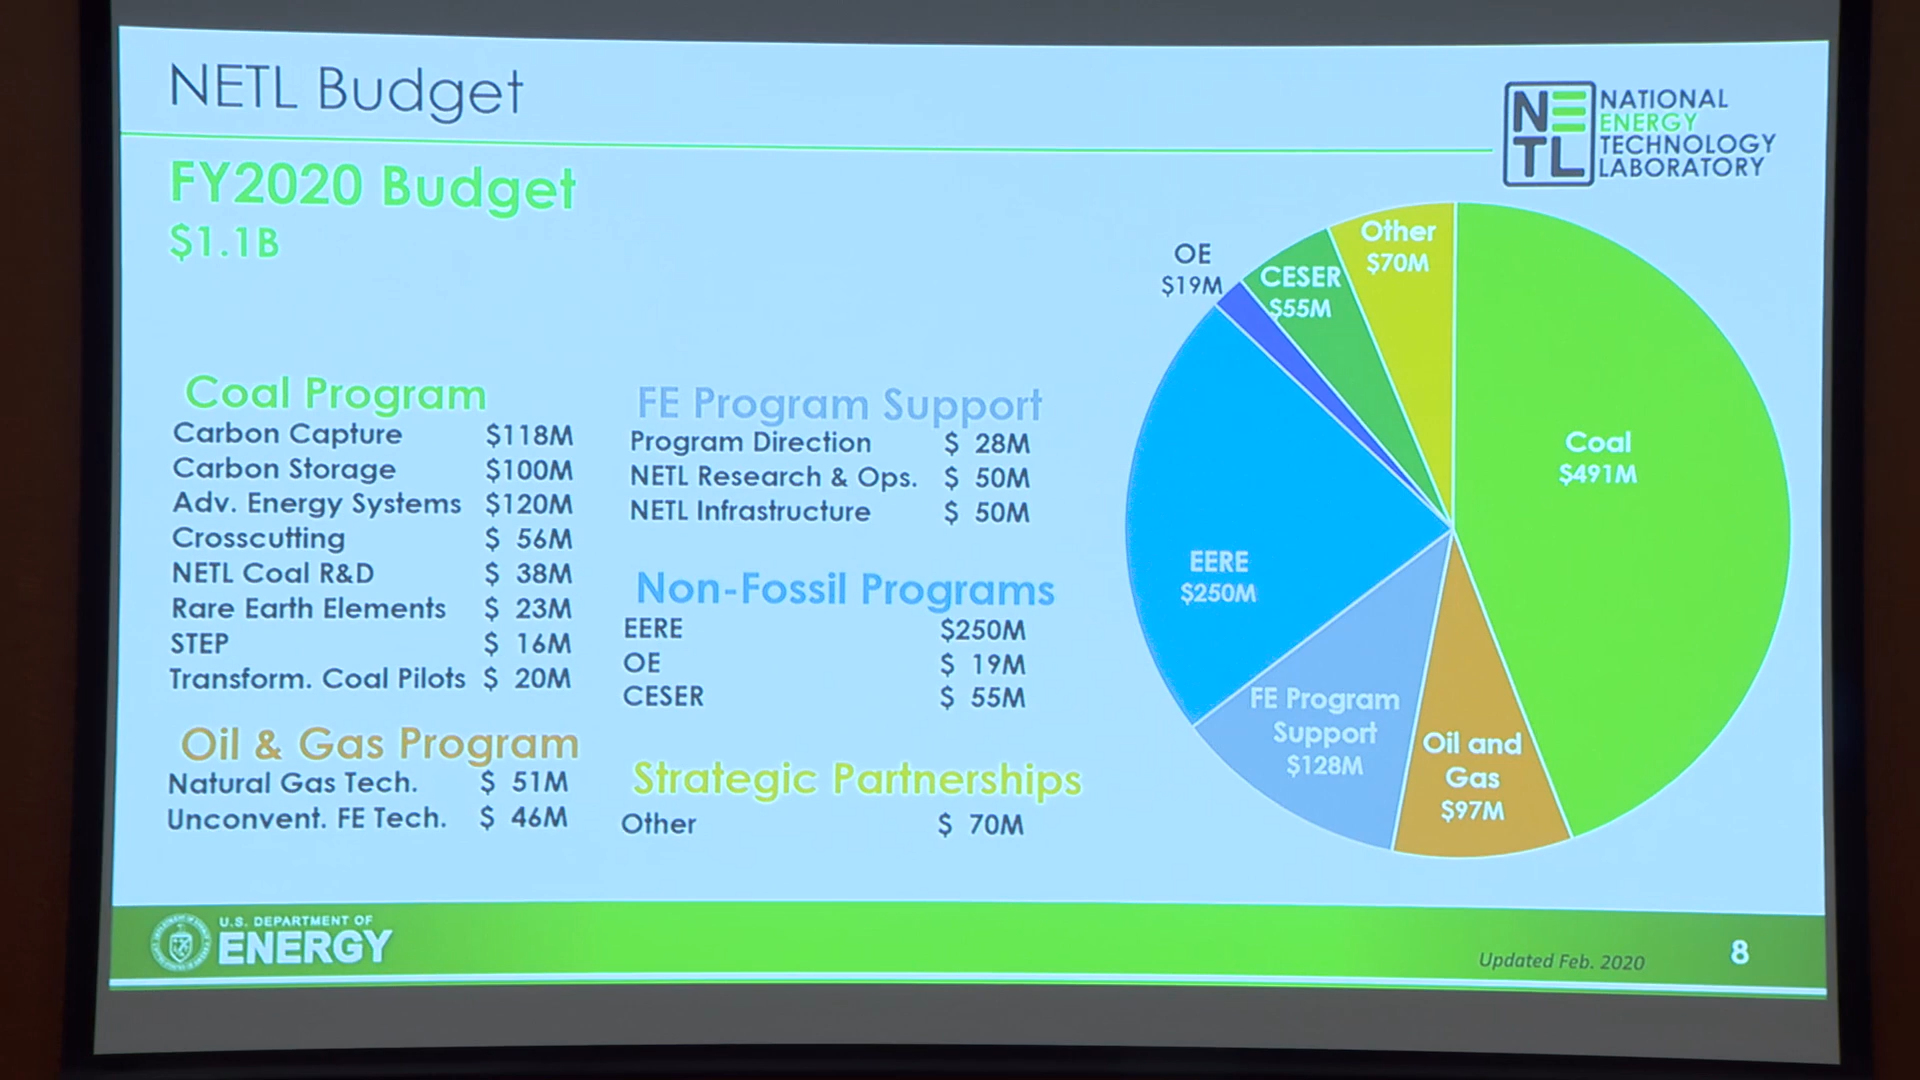 NETL Budget
NETL
NATIONAL
ENERGY
TECHNOLOGY
LABORATORY
FY2020 Budget
$1.1B
Coal Program
Carbon Capture $118M
Carbon Storage $100M
Adv. Energy Systems $120M
Crosscutting $ 56M
NETL Coal R&D $ 38M
Rare Earth Elements $ 23M
STEP $ 16M
Transform. Coal Pilots $ 20M
Oil & Gas Program
Natural Gas Tech. $ 51M
Unconvent. FE Tech. $ 46M
FE Program Support
Program Direction $ 28M
NETL Research & Ops. $ 50M
NETL Infrastructure $ 50M
Non-Fossil Programs
EERE $250M
OE $ 19M
CESER $ 55M
Strategic Partnerships
Other $ 70M
OE
$19M
CESER
$55M
Other
$70M
Coal
$491M
EERE
$250M
FE Program
Support
$128M
Oil and
Gas
$97M
U.S. DEPARTMENT OF
ENERGY
Updated Feb. 2020
8